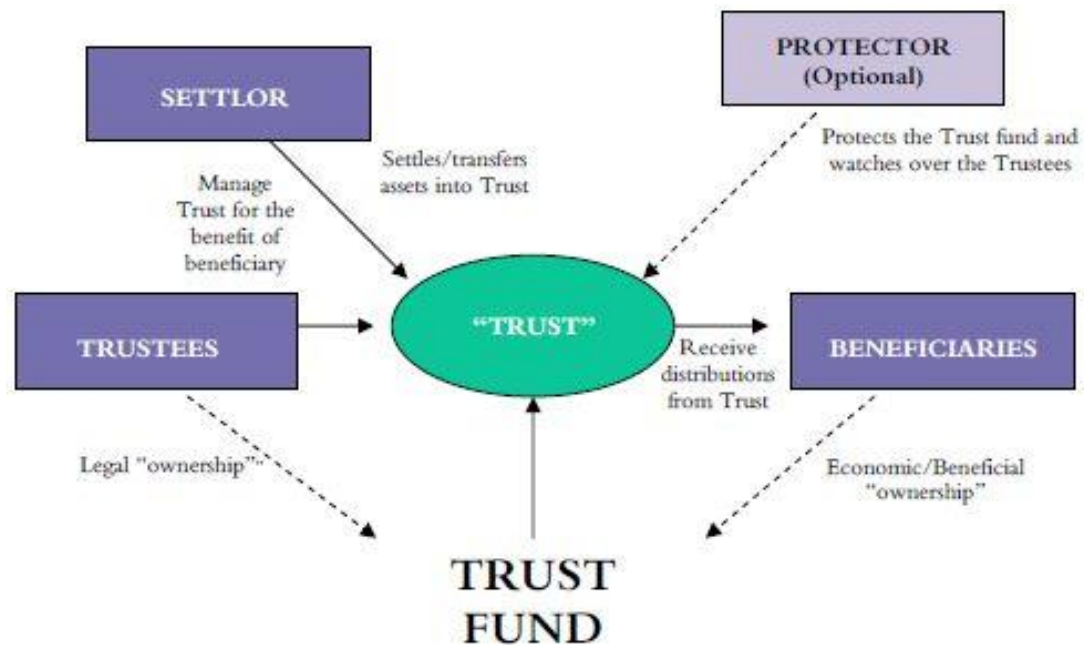 SETTLOR
PROTECTOR
(Optional)
Settles/transfers
assets into Trust
Protects the Trust fund and
watches over the Trustees
Manage
Trust for the
benefit of
beneficiary
TRUSTEES
“TRUST”
Receive
distributions
from Trust
BENEFICIARIES
Legal “ownership”
Economic/Beneficial
“ownership”
TRUST
FUND